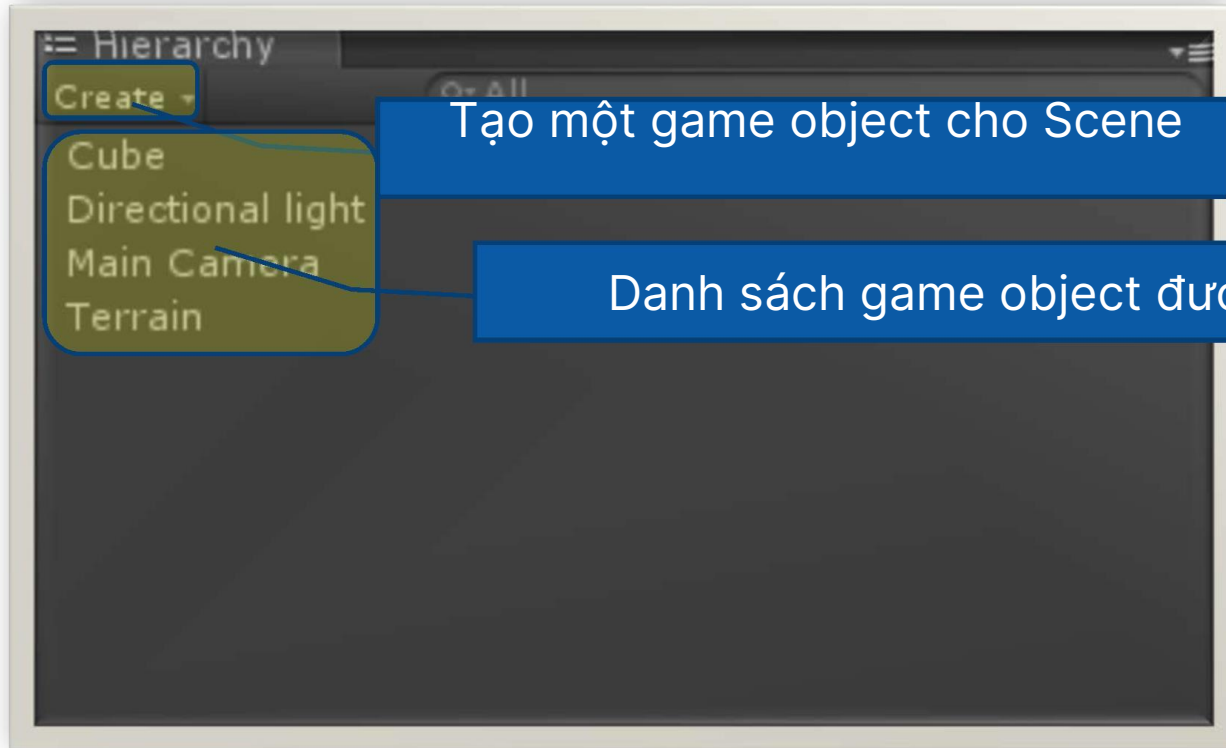 Hierarchy
Create
All
Tạo một game object cho Scene
Cube
Directional light
Main Camera
Terrain
Danh sách game object